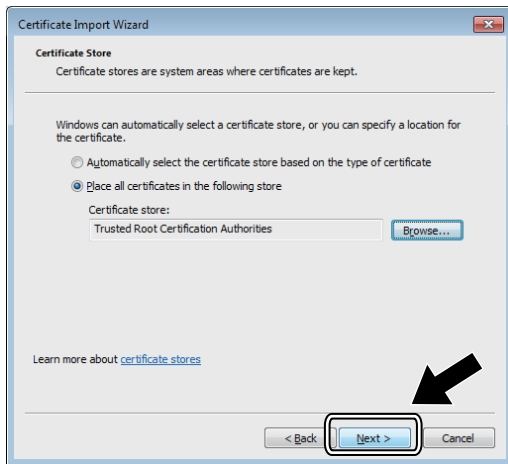 Certificate Import Wizard
Certificate Store
Certificate stores are system areas where certificates are kept.
Windows can automatically select a certificate store, or you can specify a location for
the certificate.
Automatically select the certificate store based on the type of certificate
Place all certificates in the following store
Certificate store:
Trusted Root Certification Authorities
Browse...
Learn more about certificate stores
< Back
Next >
Cancel